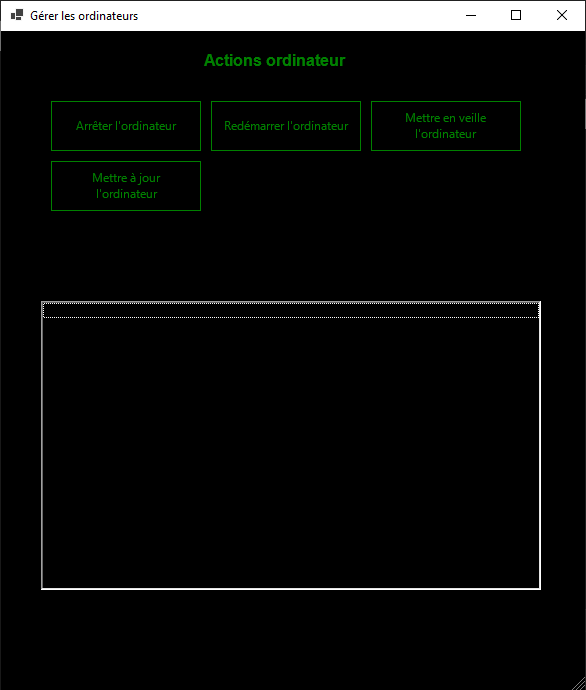 Gérer les ordinateurs
Actions ordinateur
Arrêter l'ordinateur
Redémarrer l'ordinateur
Mettre en veille
l'ordinateur
Mettre à jour
l'ordinateur